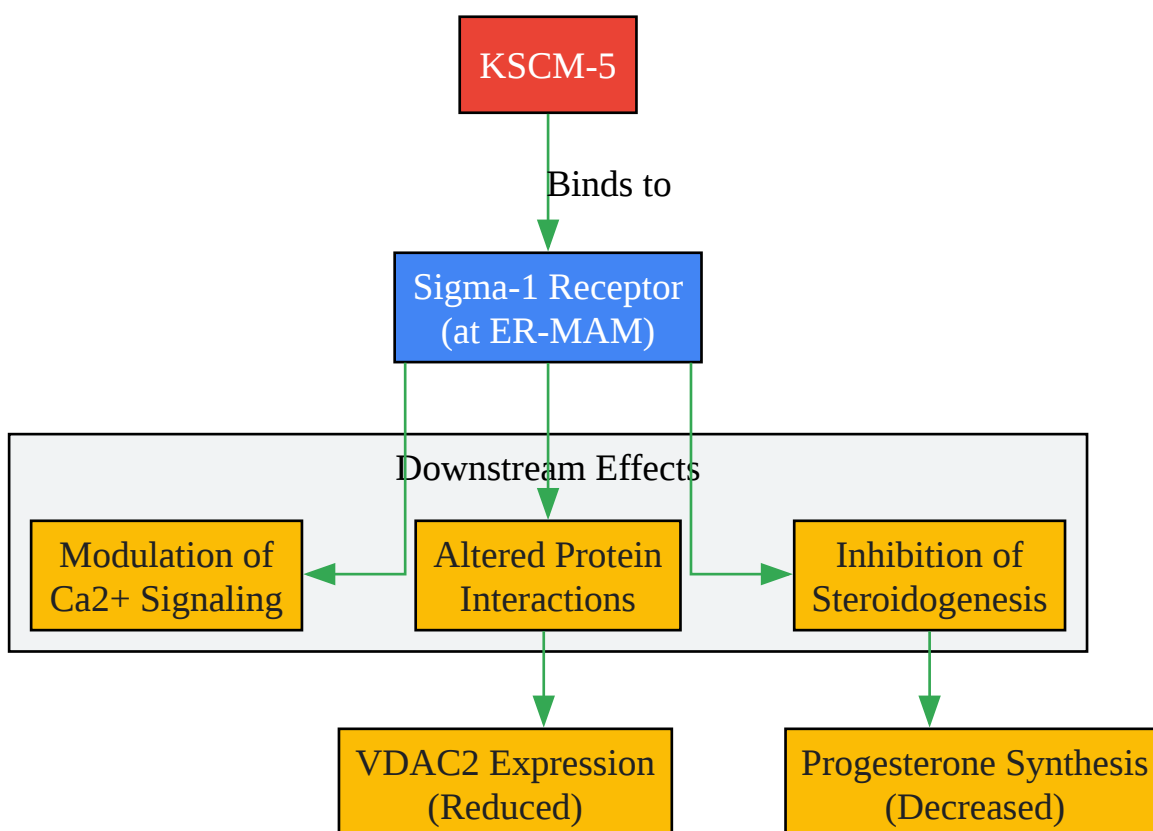 KSCM-5
Binds to
Sigma-1 Receptor
(at ER-MAM)
Downstream Effects
Modulation of
Ca2+ Signaling
Altered Protein
Interactions
Inhibition of
Steroidogenesis
VDAC2 Expression
(Reduced)
Progesterone Synthesis
(Decreased)